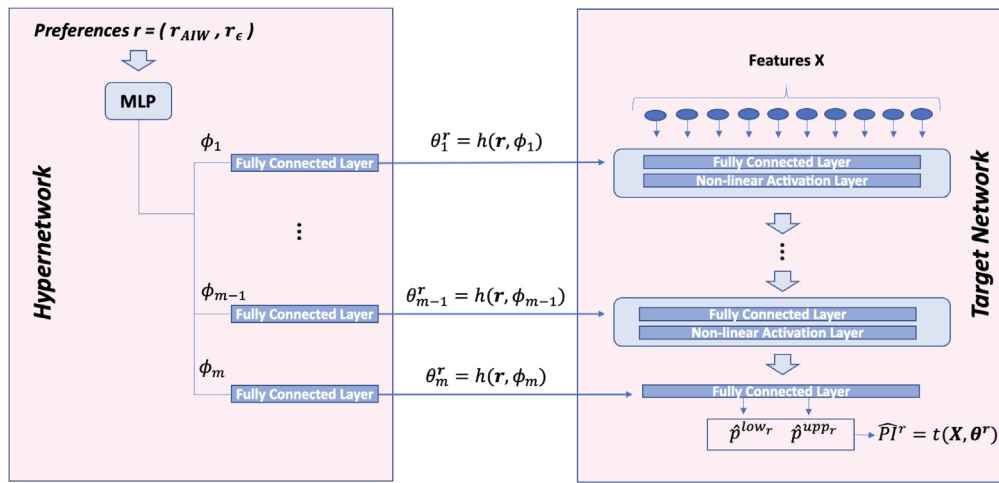 Preferences r = ( r_AIW , r_ϵ )
MLP
Hypernetwork
ϕ_1
Fully Connected Layer
⋮
ϕ_{m−1}
Fully Connected Layer
ϕ_m
Fully Connected Layer
θ_1^r = h(r, ϕ_1)
θ_{m−1}^r = h(r, ϕ_{m−1})
θ_m^r = h(r, ϕ_m)
Features X
Fully Connected Layer
Non-linear Activation Layer
⋮
Fully Connected Layer
Non-linear Activation Layer
Fully Connected Layer
p̂^{low_r} p̂^{upp_r}
\widehat{PI}^r = t(X, θ^r)
Target Network